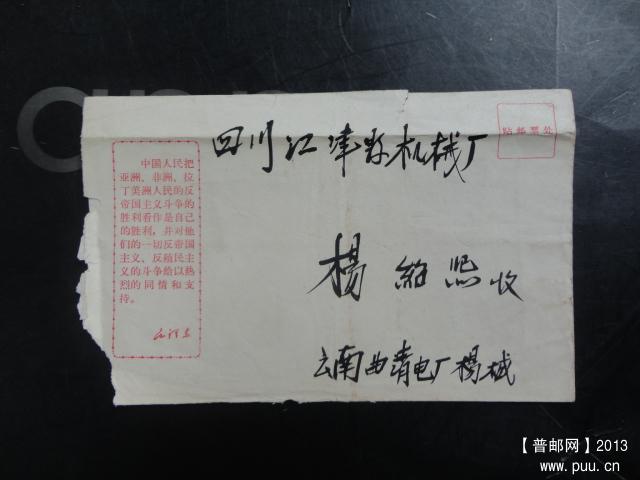 贴邮票处
四川江津县机械厂
中国人民把
亚洲、非洲、拉
丁美洲人民的反
帝国主义斗争的
胜利看作是自己
的胜利，并对他
们的一切反帝国
主义、反殖民主
义的斗争给以热
烈的同情和支
持。
毛泽东
杨绍熙收
云南曲靖电厂杨械
【普邮网】2013
www.puu.cn